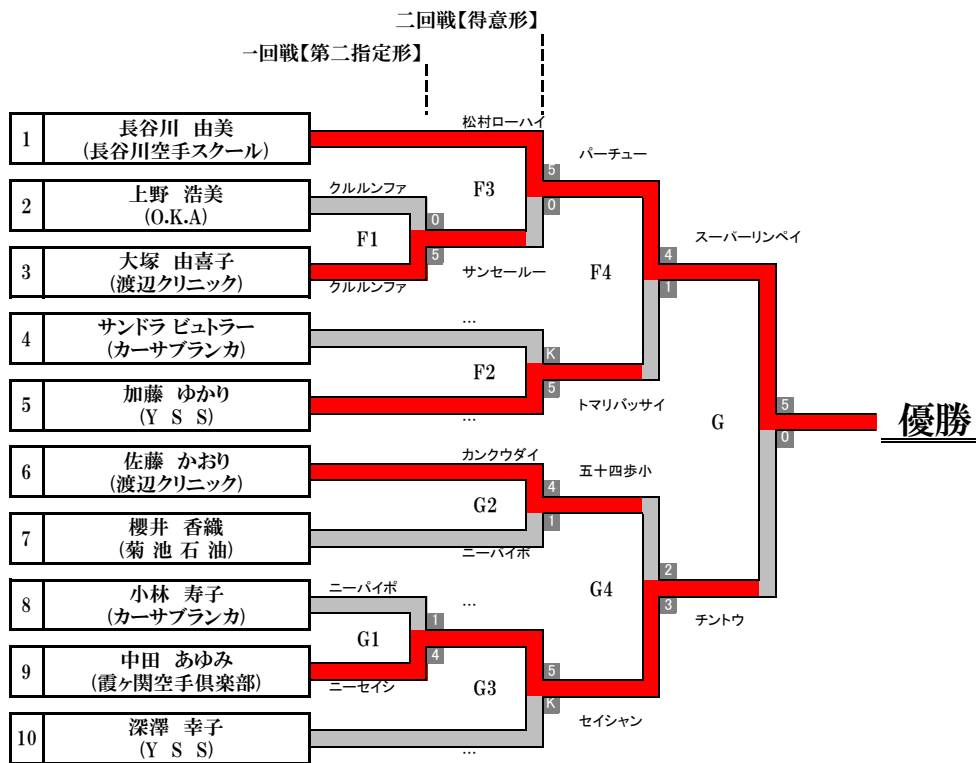 二回戦【得意形】
一回戦【第二指定形】
1
長谷川 由美
(長谷川空手スクール)
2
上野 浩美
(O.K.A)
3
大塚 由喜子
(渡辺クリニック)
4
サンドラ ビュトラー
(カーサブランカ)
5
加藤 ゆかり
(Y S S)
6
佐藤 かおり
(渡辺クリニック)
7
櫻井 香織
(菊 池 石 油)
8
小林 寿子
(カーサブランカ)
9
中田 あゆみ
(霞ヶ関空手倶楽部)
10
深澤 幸子
(Y S S)
クルルンファ
F1
クルルンファ
0
5
松村ローハイ
F3
サンセールー
5
0
...
F2
...
K
5
カンクウダイ
G2
ニーパイポ
4
1
ニーパイポ
G1
ニーセイシ
1
4
...
G3
...
5
K
パーチュー
F4
トマリバッサイ
4
1
五十四歩小
G4
セイシャン
2
3
スーパーリンペイ
G
チントウ
5
0
優勝